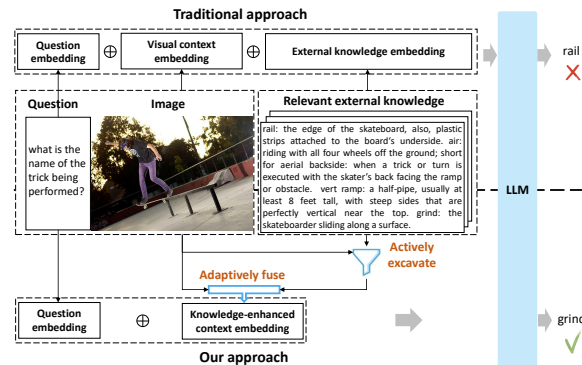 Traditional approach
Question
embedding
⊕
Visual context
embedding
⊕
External knowledge embedding
rail
Question
Image
Relevant external knowledge
what is the
name of the
trick being
performed?
rail: the edge of the skateboard, also, plastic
strips attached to the board's underside. air:
riding with all four wheels off the ground; short
for aerial backside: when a trick or turn is
executed with the skater's back facing the ramp
or obstacle. vert ramp: a half-pipe, usually at
least 8 feet tall, with steep sides that are
perfectly vertical near the top. grind: the
skateboarder sliding along a surface.
LLM
Actively
excavate
Adaptively fuse
Question
embedding
⊕
Knowledge-enhanced
context embedding
grind
Our approach